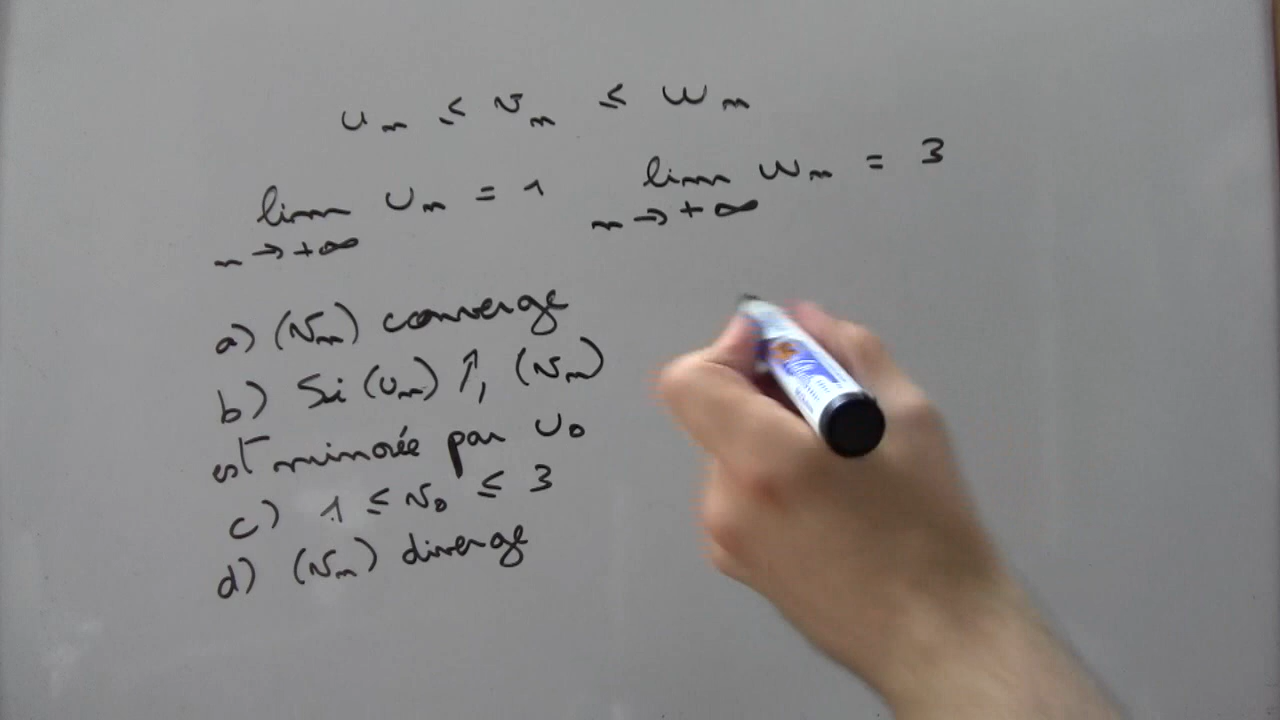 uₙ ≤ vₙ ≤ wₙ
lim uₙ = 1 lim wₙ = 3
n → +∞ n → +∞
a) (vₙ) converge
b) Si (uₙ) ↑, (vₙ)
est minorée par u₀
c) 1 ≤ v₀ ≤ 3
d) (vₙ) diverge